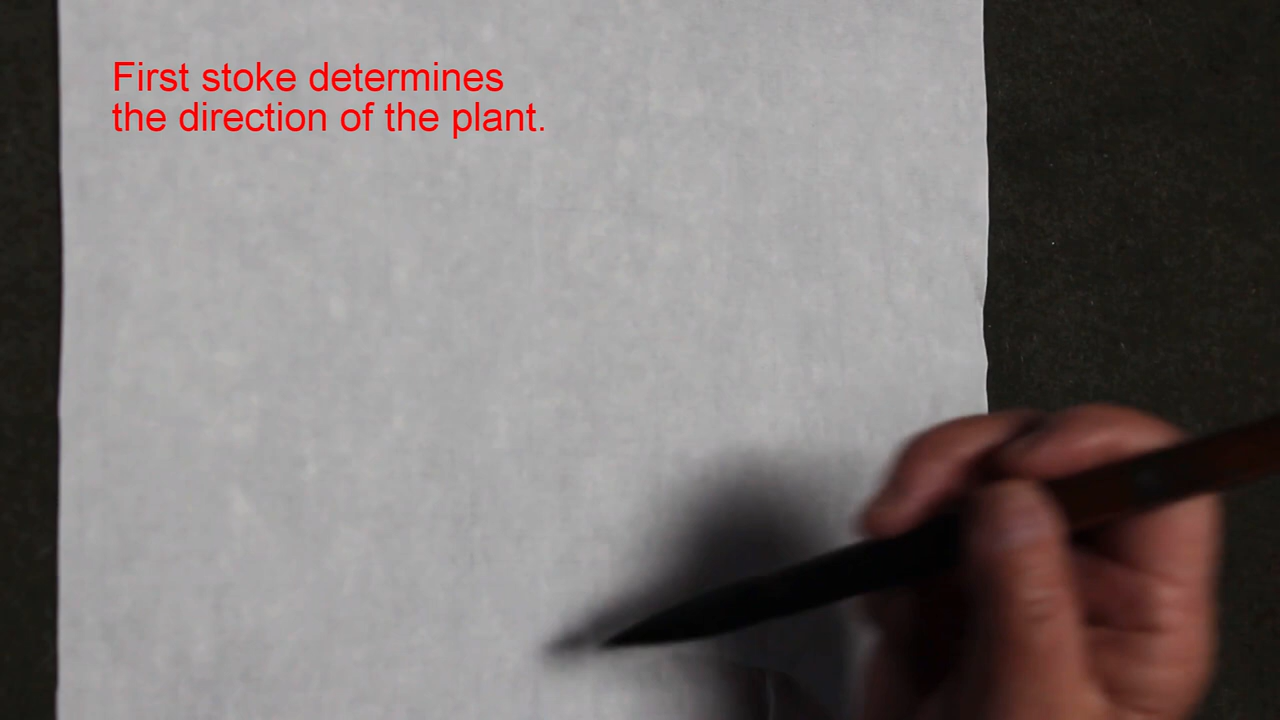 First stoke determines
the direction of the plant.